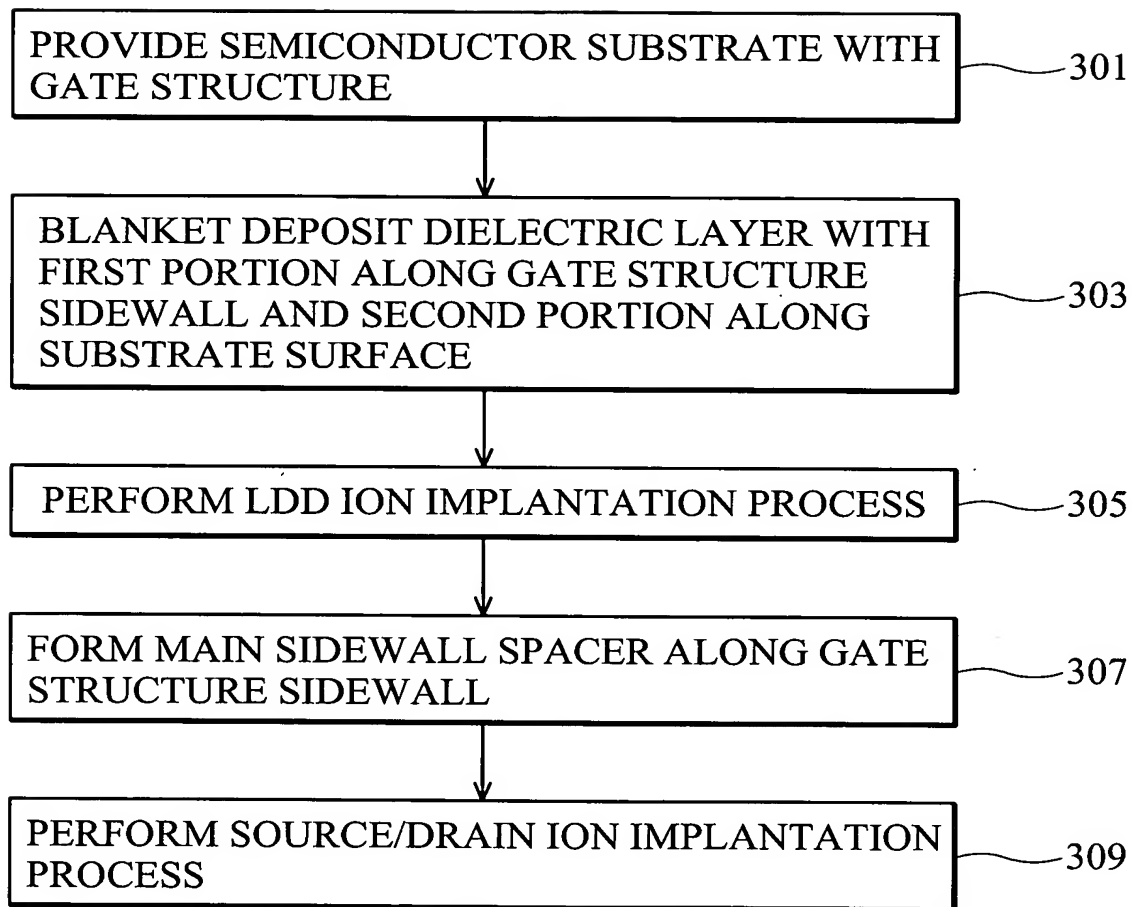 PROVIDE SEMICONDUCTOR SUBSTRATE WITH
GATE STRUCTURE
301
BLANKET DEPOSIT DIELECTRIC LAYER WITH
FIRST PORTION ALONG GATE STRUCTURE
SIDEWALL AND SECOND PORTION ALONG
SUBSTRATE SURFACE
303
PERFORM LDD ION IMPLANTATION PROCESS
305
FORM MAIN SIDEWALL SPACER ALONG GATE
STRUCTURE SIDEWALL
307
PERFORM SOURCE/DRAIN ION IMPLANTATION
PROCESS
309